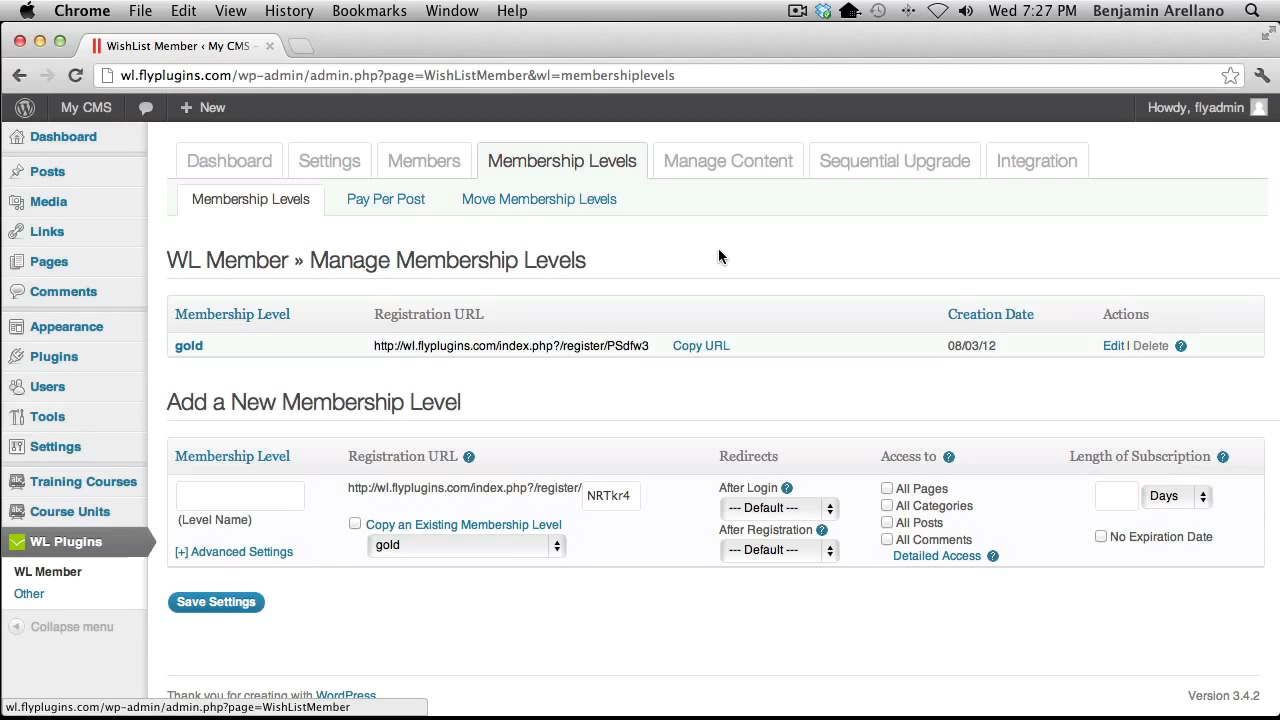 Chrome File Edit View History Bookmarks Window Help Wed 7:27 PM Benjamin Arellano
WishList Member ‹ My CMS –
wl.flyplugins.com/wp-admin/admin.php?page=WishListMember&wl=membershiplevels
My CMS New Howdy, flyadmin
Dashboard
Posts
Media
Links
Pages
Comments
Appearance
Plugins
Users
Tools
Settings
Training Courses
Course Units
WL Plugins
WL Member
Other
Collapse menu
Dashboard Settings Members Membership Levels Manage Content Sequential Upgrade Integration
Membership Levels Pay Per Post Move Membership Levels
WL Member » Manage Membership Levels
Membership Level Registration URL Creation Date Actions
gold http://wl.flyplugins.com/index.php?/register/PSdfw3 Copy URL 08/03/12 Edit | Delete ?
Add a New Membership Level
Membership Level Registration URL ? Redirects Access to ? Length of Subscription ?
(Level Name)
[+] Advanced Settings
http://wl.flyplugins.com/index.php?/register/ NRTkr4
Copy an Existing Membership Level
gold
After Login ?
--- Default ---
After Registration ?
--- Default ---
All Pages
All Categories
All Posts
All Comments
Detailed Access ?
Days
No Expiration Date
Save Settings
Thank you for creating with WordPress Version 3.4.2
wl.flyplugins.com/wp-admin/admin.php?page=WishListMember